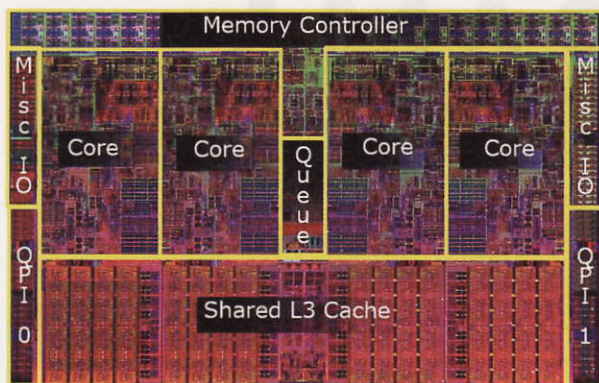 Memory Controller
Misc IO
Core
Core
Queue
Core
Core
Misc IO
QPI 0
Shared L3 Cache
QPI 1